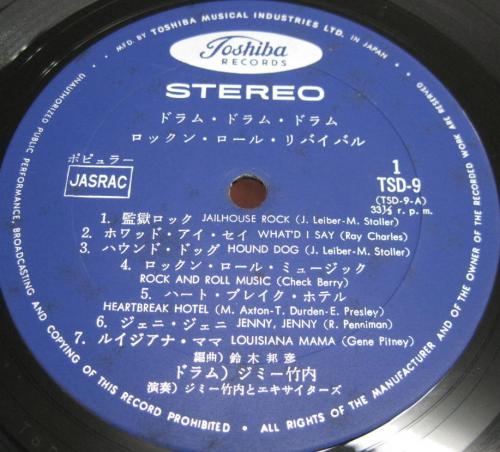 MFD. BY TOSHIBA MUSICAL INDUSTRIES LTD. IN JAPAN
Toshiba
RECORDS
STEREO
ドラム・ドラム・ドラム
ロックン・ロール・リバイバル
ポピュラー
JASRAC
1
TSD-9
(TSD-9-A)
33⅓ r. p. m.
1. 監獄ロック JAILHOUSE ROCK (J. Leiber-M. Stoller)
2. ホワッド・アイ・セイ WHAT'D I SAY (Ray Charles)
3. ハウンド・ドッグ HOUND DOG (J. Leiber-M. Stoller)
4. ロックン・ロール・ミュージック
ROCK AND ROLL MUSIC (Check Berry)
5. ハート・ブレイク・ホテル
HEARTBREAK HOTEL (M. Axton-T. Durden-E. Presley)
6. ジェニ・ジェニ JENNY, JENNY (R. Penniman)
7. ルイジアナ・ママ LOUISIANA MAMA (Gene Pitney)
編曲) 鈴木邦彦
ドラム) ジミー竹内
演奏) ジミー竹内とエキサイターズ
UNAUTHORIZED PUBLIC PERFORMANCE, BROADCASTING AND COPYING OF THIS RECORD PROHIBITED • ALL RIGHTS OF THE MANUFACTURER AND OF THE OWNER OF THE RECORDED WORK ARE RESERVED